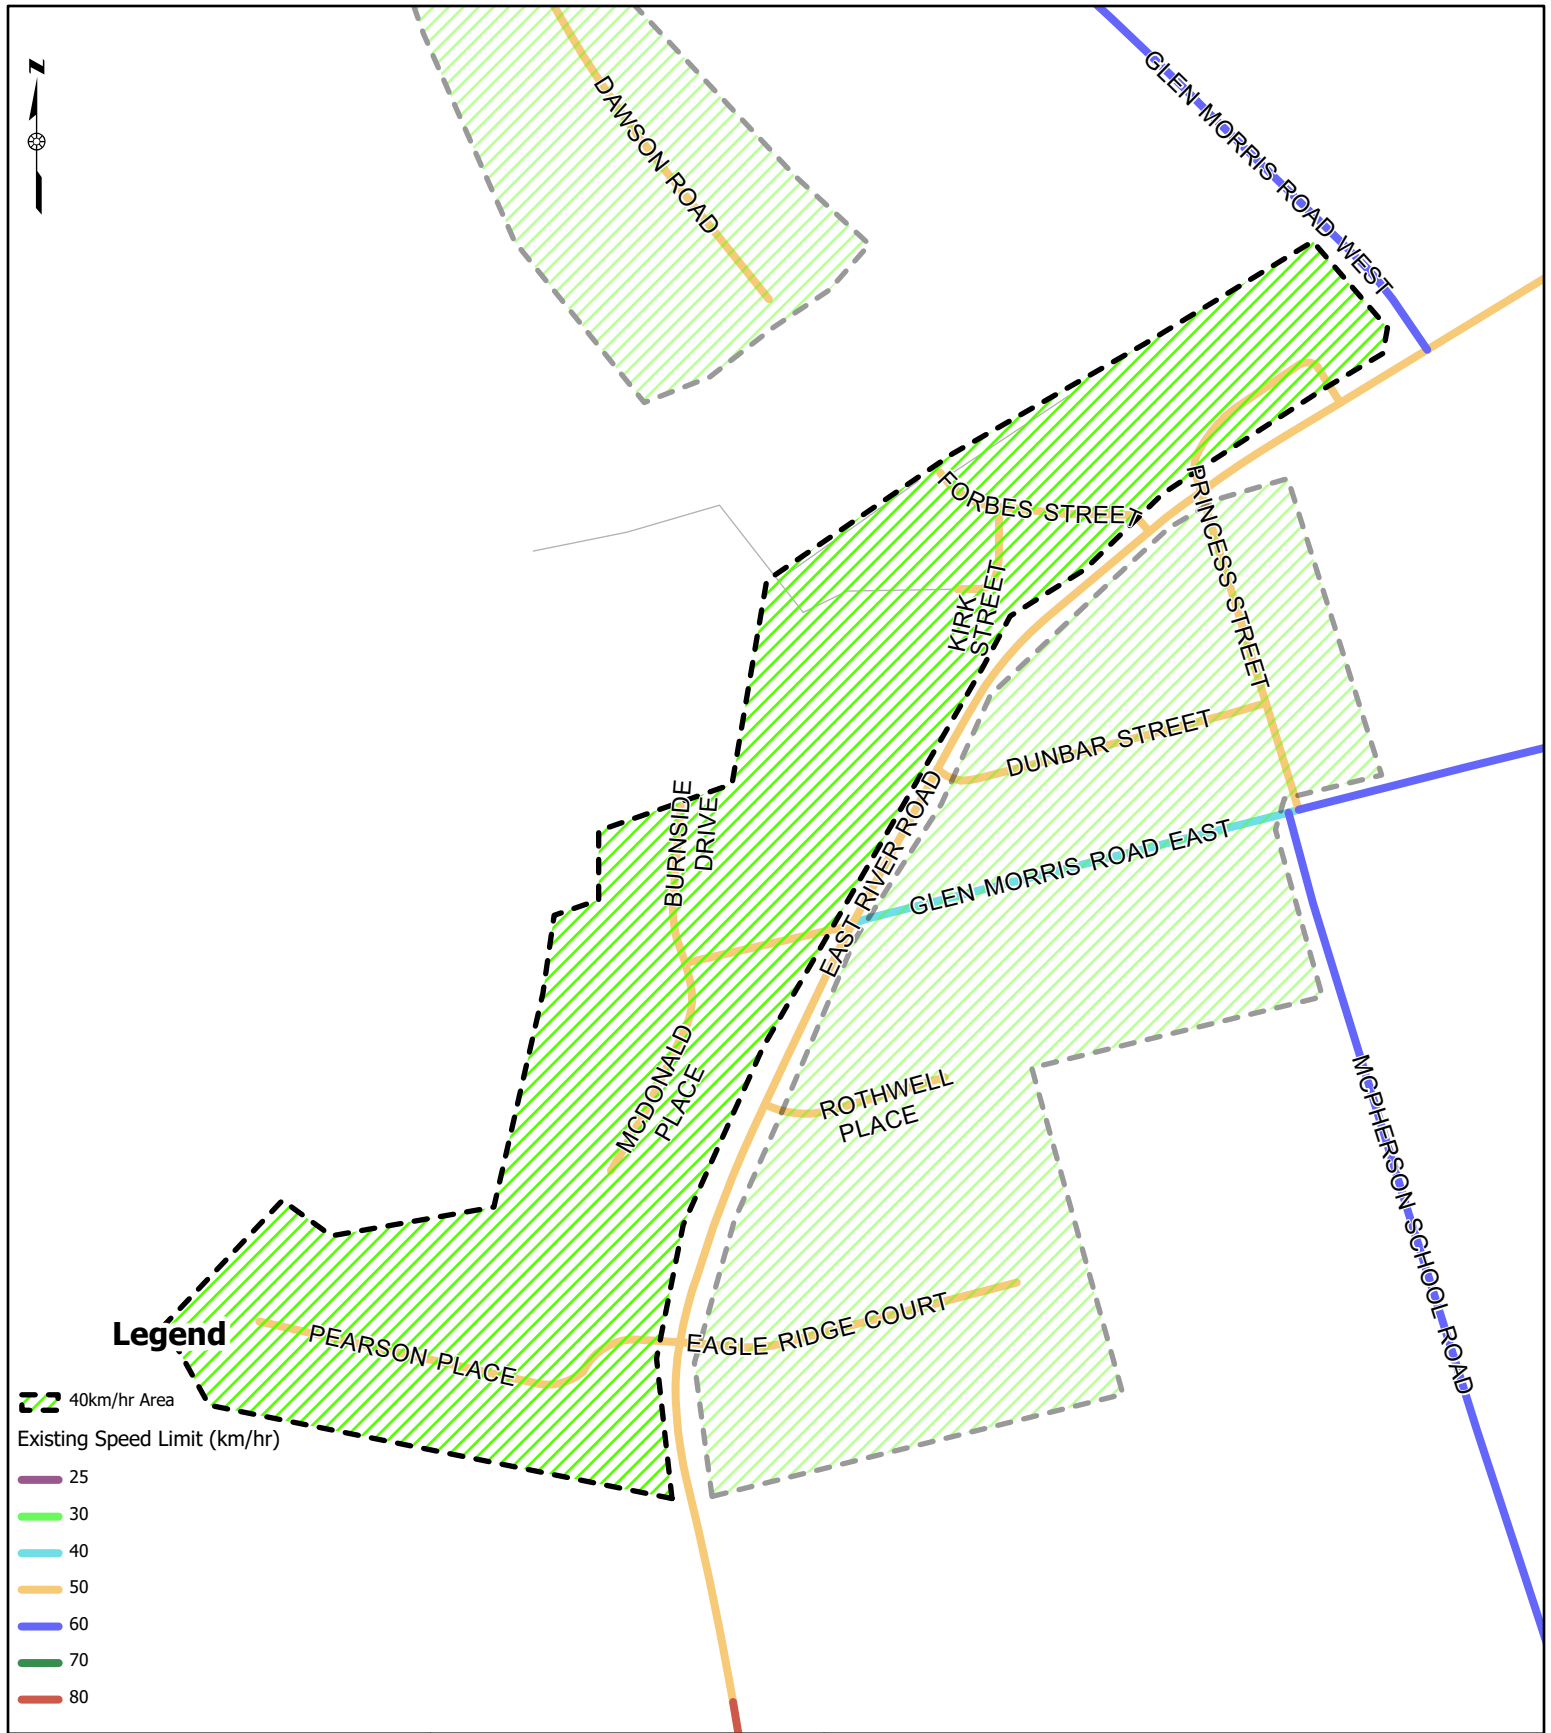 N
GLEN MORRIS ROAD WEST
DAWSON ROAD
FORBES STREET
PRINCESS STREET
KIRK
STREET
DUNBAR STREET
BURNSIDE
DRIVE
EAST RIVER ROAD
GLEN MORRIS ROAD EAST
MCDONALD
PLACE
ROTHWELL
PLACE
MCPHERSON SCHOOL ROAD
PEARSON PLACE
EAGLE RIDGE COURT
Legend
40km/hr Area
Existing Speed Limit (km/hr)
25
30
40
50
60
70
80